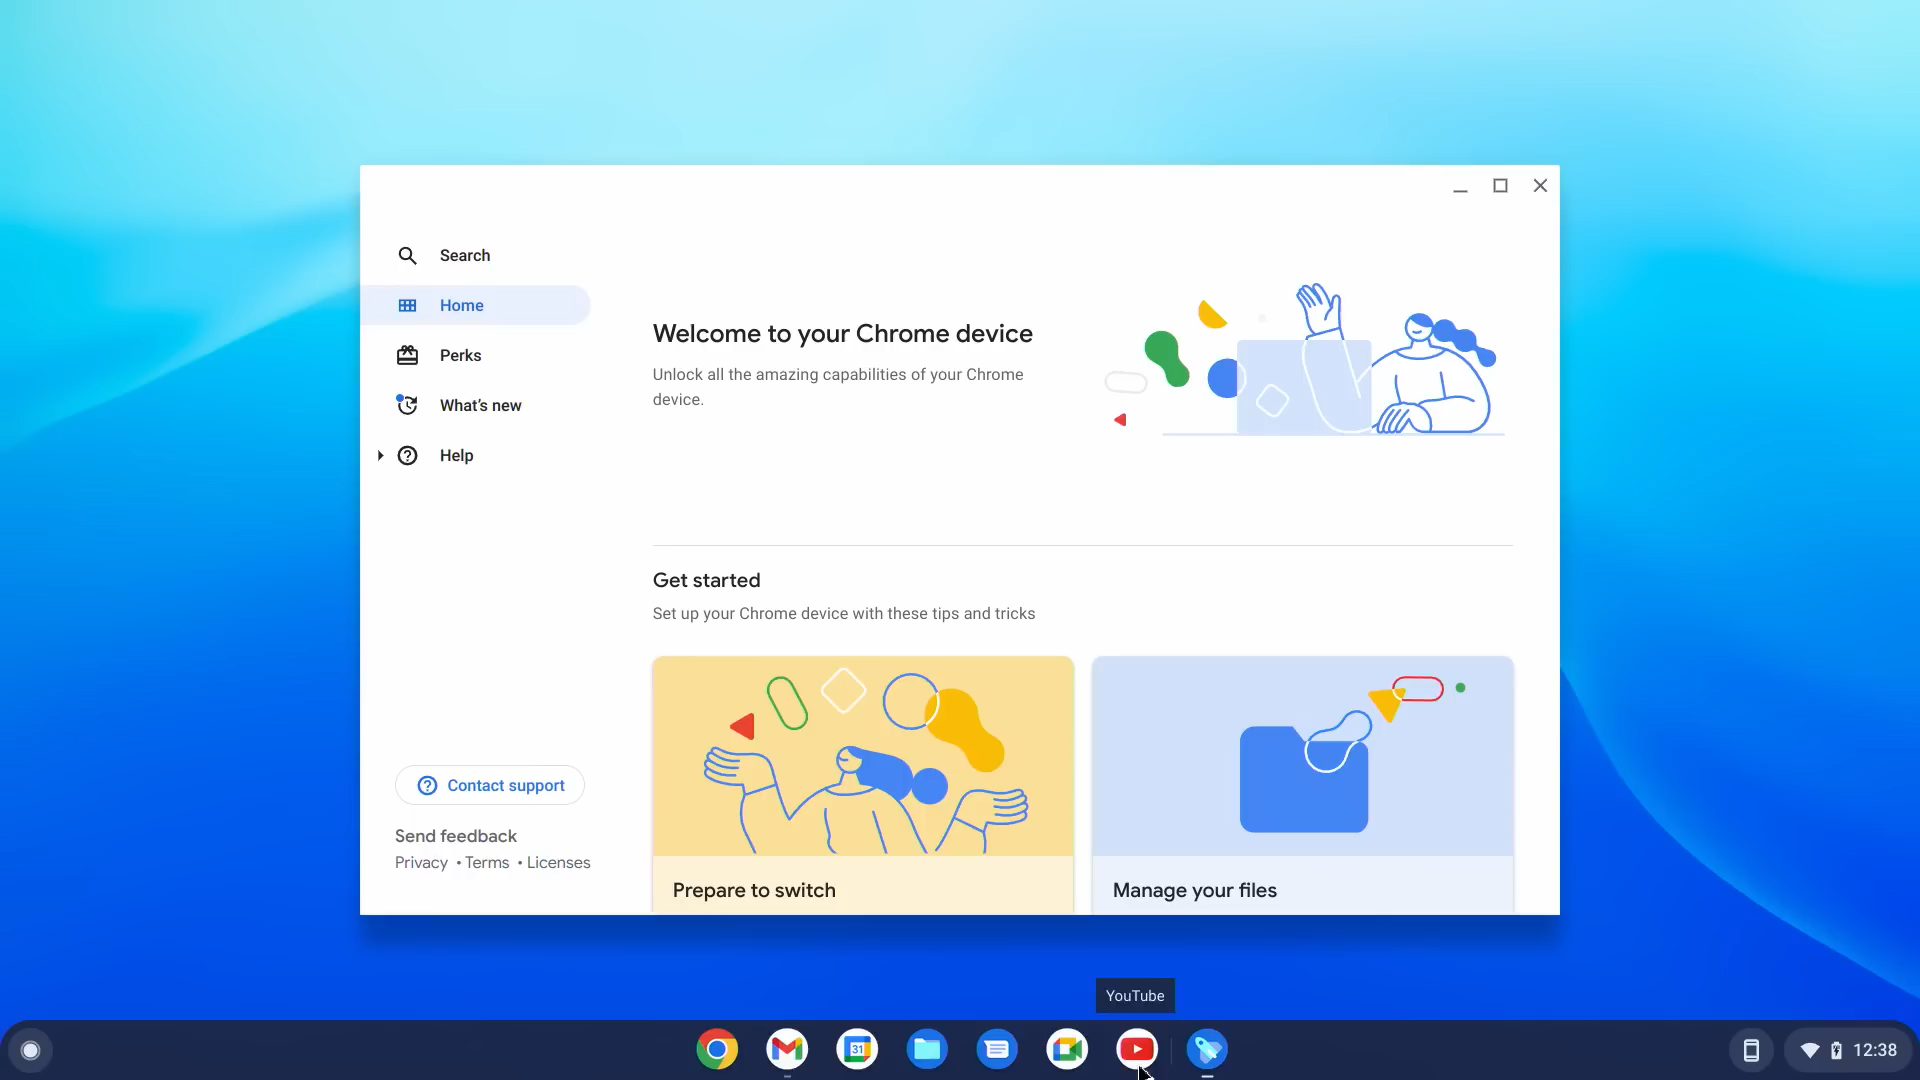 Search
Home
Perks
What's new
Help
Contact support
Send feedback
Privacy • Terms • Licenses
Welcome to your Chrome device
Unlock all the amazing capabilities of your Chrome
device.
Get started
Set up your Chrome device with these tips and tricks
Prepare to switch
Manage your files
YouTube
31
12:38